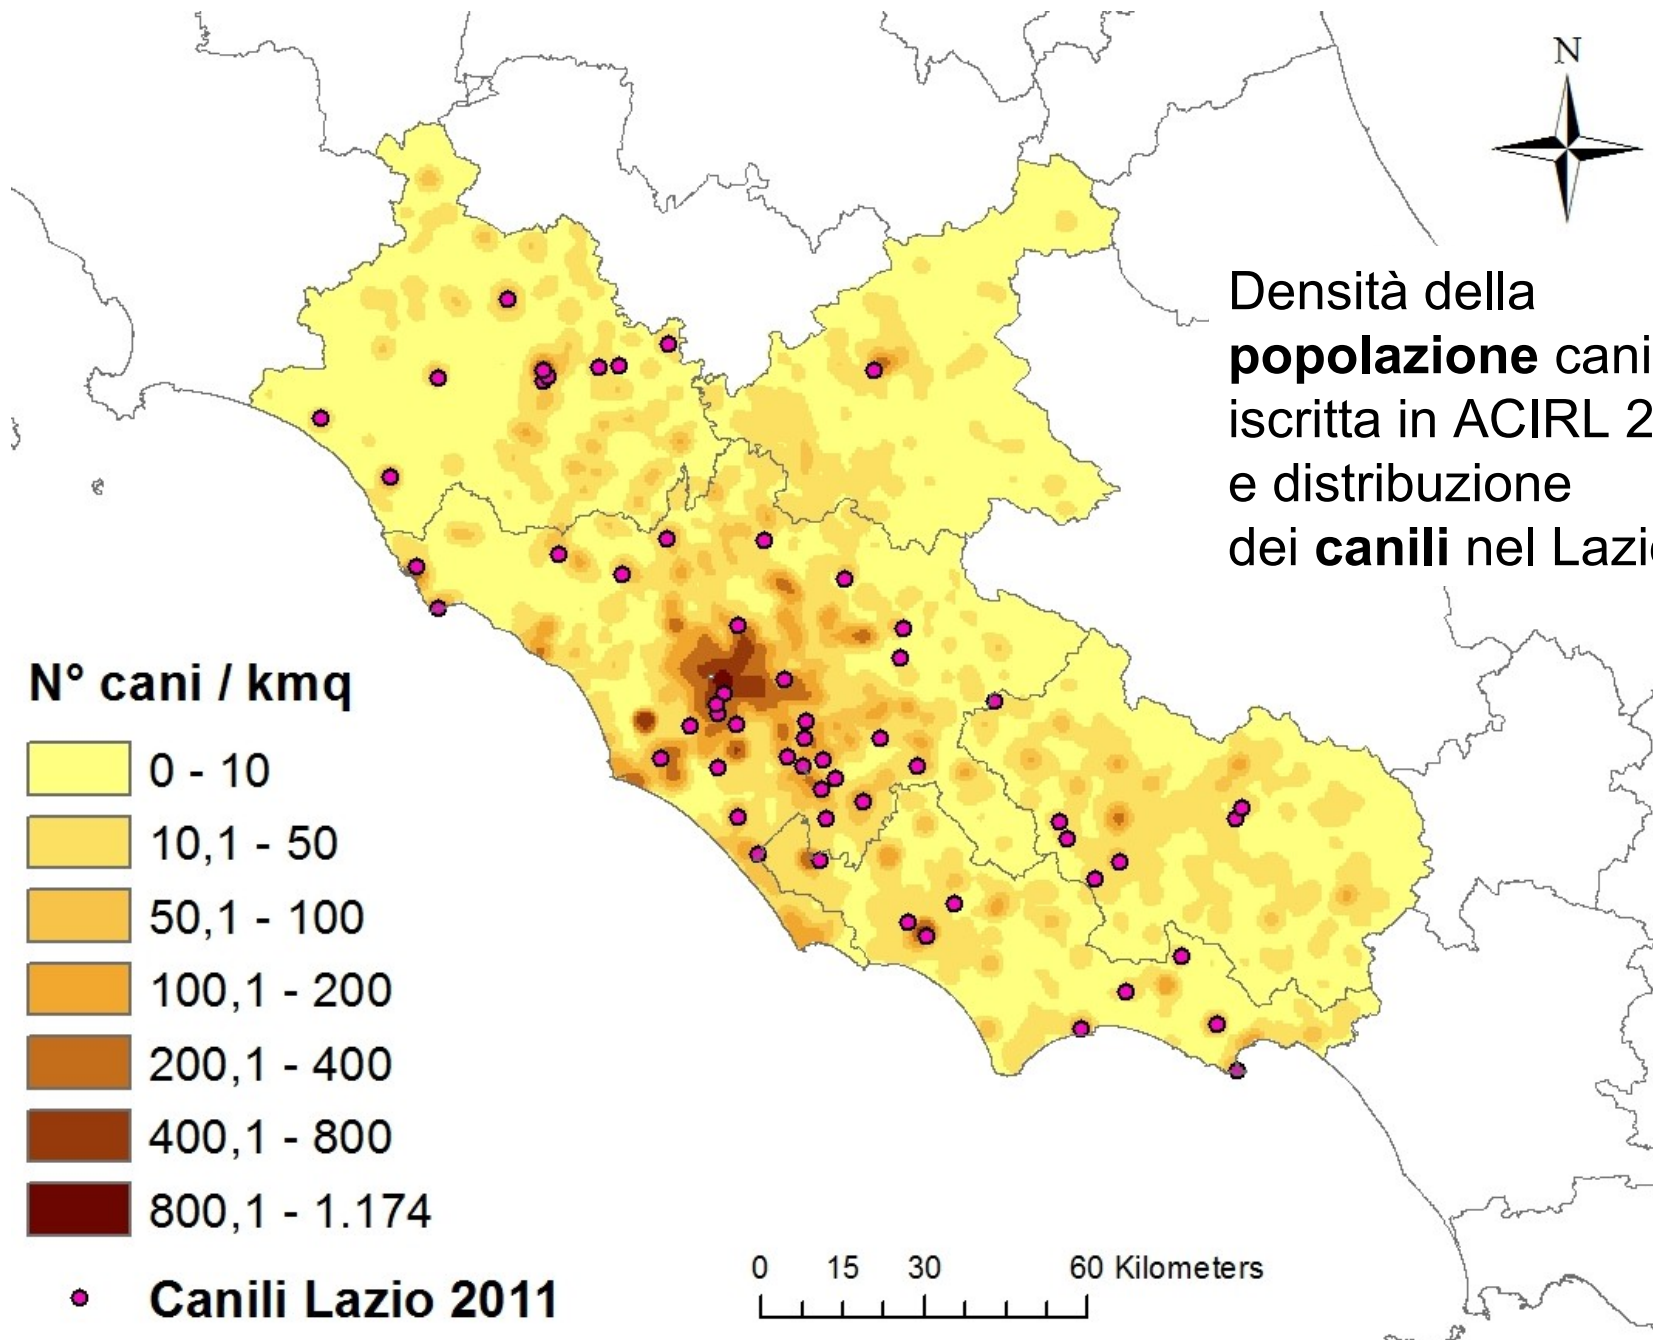 N
Densità della
popolazione cani
iscritta in ACIRL 2
e distribuzione
dei canili nel Lazio
N° cani / kmq
0 - 10
10,1 - 50
50,1 - 100
100,1 - 200
200,1 - 400
400,1 - 800
800,1 - 1.174
Canili Lazio 2011
0 15 30 60 Kilometers